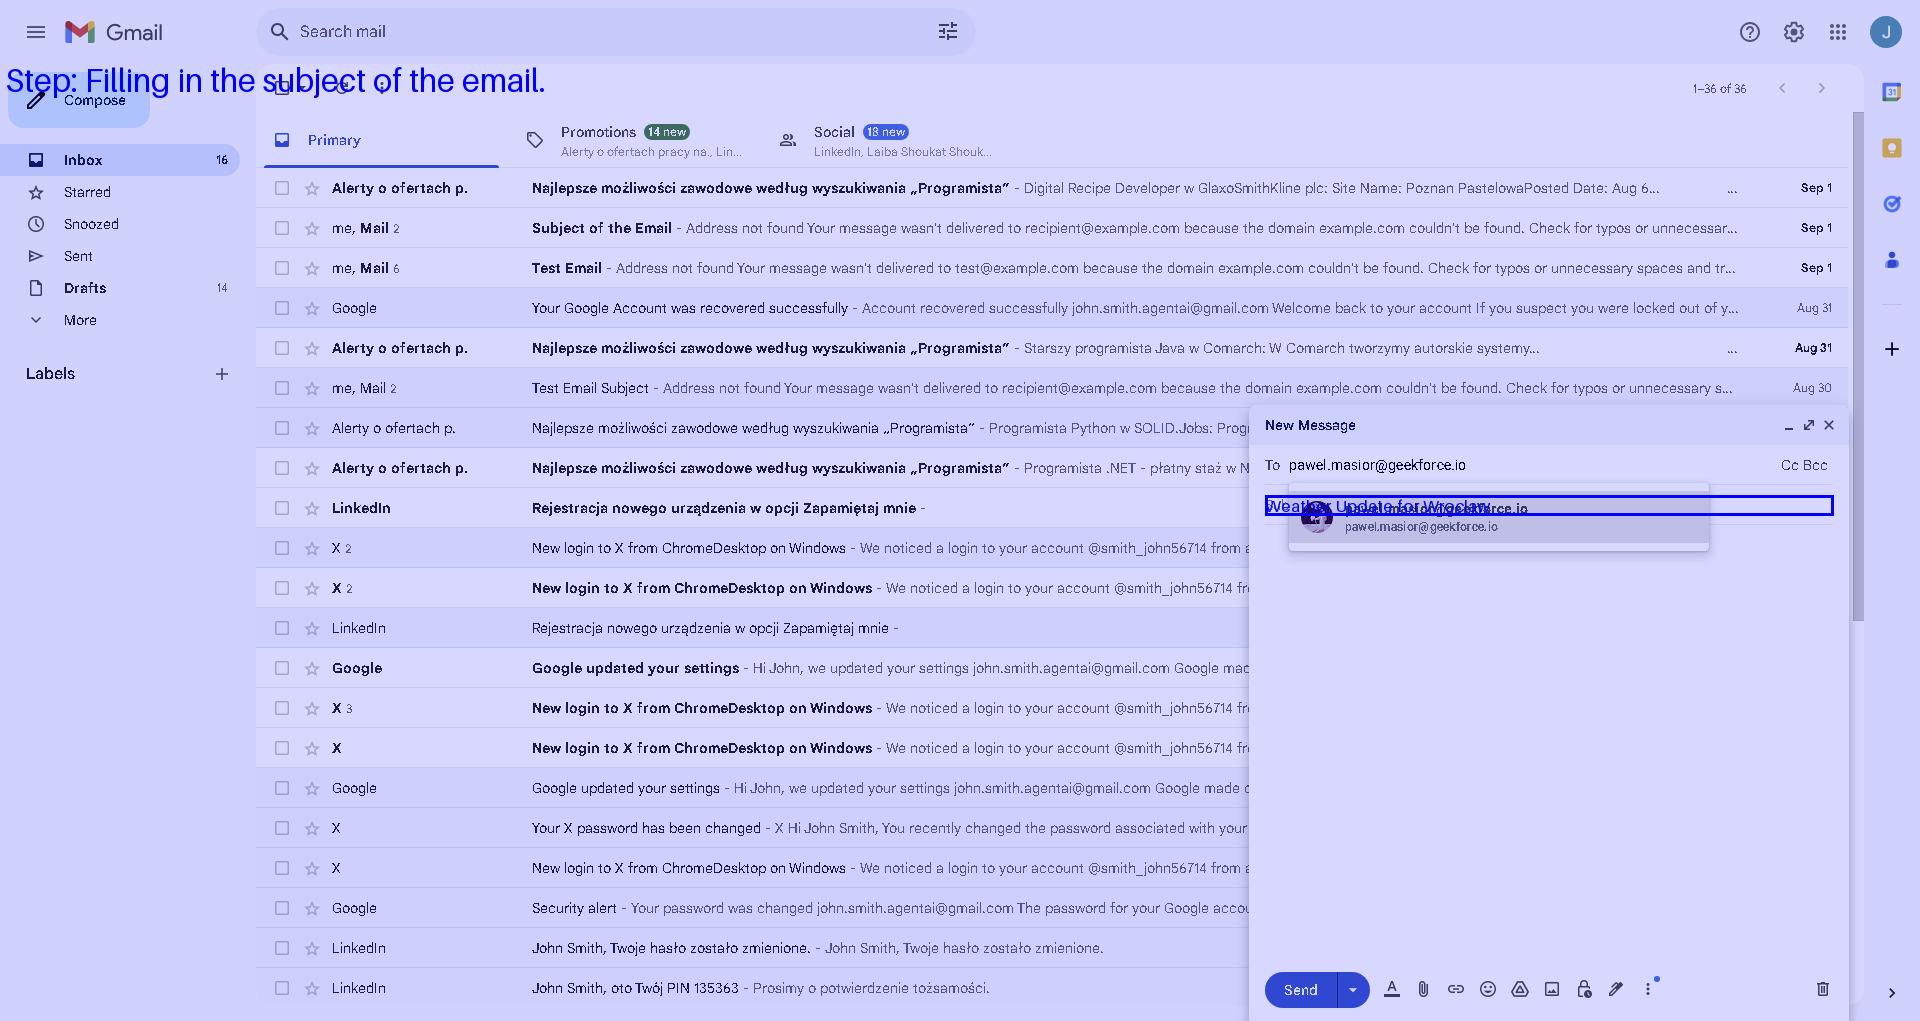 Gmail
Search mail
J
Step: Filling in the subject of the email.
Compose
1–36 of 36
31
Primary
Promotions 14 new
Alerty o ofertach pracy na., Lin...
Social 18 new
LinkedIn, Laiba Shoukat Shouk...
Inbox 16
Starred
Snoozed
Sent
Drafts 14
More
Labels
Alerty o ofertach p. Najlepsze możliwości zawodowe według wyszukiwania „Programista” - Digital Recipe Developer w GlaxoSmithKline plc: Site Name: Poznan PastelowaPosted Date: Aug 6... ... Sep 1
me, Mail 2 Subject of the Email - Address not found Your message wasn't delivered to recipient@example.com because the domain example.com couldn't be found. Check for typos or unnecessar... Sep 1
me, Mail 6 Test Email - Address not found Your message wasn't delivered to test@example.com because the domain example.com couldn't be found. Check for typos or unnecessary spaces and tr... Sep 1
Google Your Google Account was recovered successfully - Account recovered successfully john.smith.agentai@gmail.com Welcome back to your account If you suspect you were locked out of y... Aug 31
Alerty o ofertach p. Najlepsze możliwości zawodowe według wyszukiwania „Programista” - Starszy programista Java w Comarch: W Comarch tworzymy autorskie systemy... ... Aug 31
me, Mail 2 Test Email Subject - Address not found Your message wasn't delivered to recipient@example.com because the domain example.com couldn't be found. Check for typos or unnecessary s... Aug 30
Alerty o ofertach p. Najlepsze możliwości zawodowe według wyszukiwania „Programista” - Programista Python w SOLID.Jobs: Prog
Alerty o ofertach p. Najlepsze możliwości zawodowe według wyszukiwania „Programista” - Programista .NET - płatny staż w N
LinkedIn Rejestracja nowego urządzenia w opcji Zapamiętaj mnie -
X 2 New login to X from ChromeDesktop on Windows - We noticed a login to your account @smith_john56714 from a
X 2 New login to X from ChromeDesktop on Windows - We noticed a login to your account @smith_john56714 fr
LinkedIn Rejestracja nowego urządzenia w opcji Zapamiętaj mnie -
Google Google updated your settings - Hi John, we updated your settings john.smith.agentai@gmail.com Google mad
X 3 New login to X from ChromeDesktop on Windows - We noticed a login to your account @smith_john56714 fr
X New login to X from ChromeDesktop on Windows - We noticed a login to your account @smith_john56714 fr
Google Google updated your settings - Hi John, we updated your settings john.smith.agentai@gmail.com Google made c
X Your X password has been changed - X Hi John Smith, You recently changed the password associated with your
X New login to X from ChromeDesktop on Windows - We noticed a login to your account @smith_john56714 from a
Google Security alert - Your password was changed john.smith.agentai@gmail.com The password for your Google accou
LinkedIn John Smith, Twoje hasło zostało zmienione. - John Smith, Twoje hasło zostało zmienione.
LinkedIn John Smith, oto Twój PIN 135363 - Prosimy o potwierdzenie tożsamości.
New Message
To pawel.masior@geekforce.io Cc Bcc
Weather Update for Wroclaw
pawel.masior@geekforce.io
pawel.masior@geekforce.io
Send